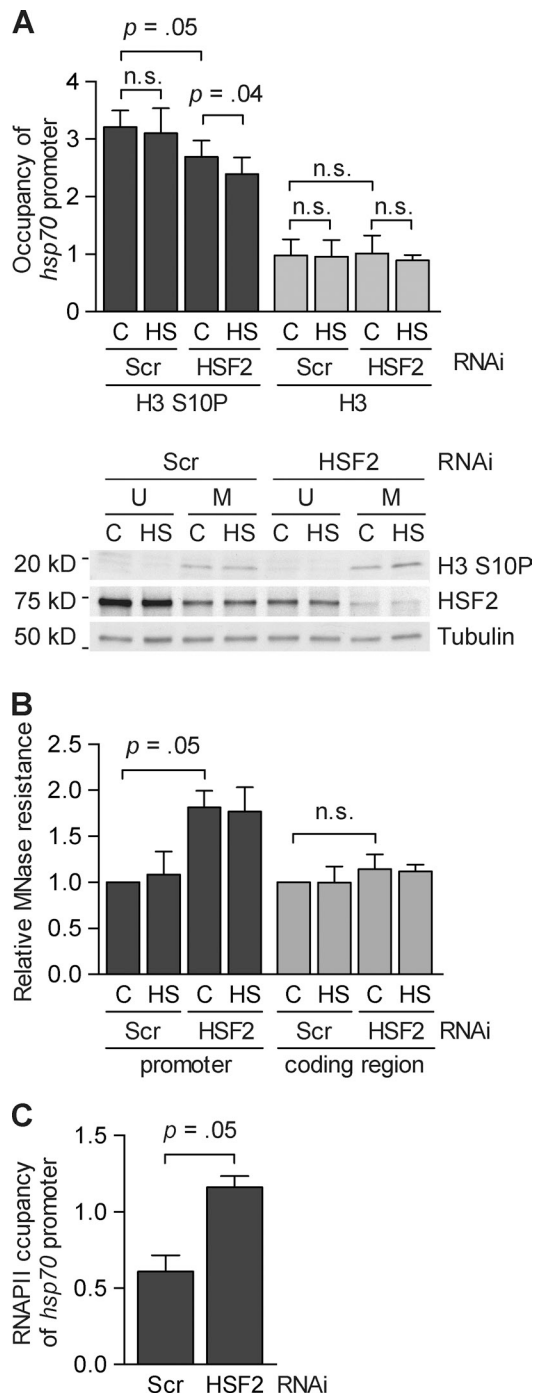 A
p = .05
n.s.
p = .04
n.s.
n.s.
n.s.
Occupancy of
hsp70 promoter
4
3
2
1
0
C HS C HS C HS C HS
Scr HSF2 Scr HSF2 RNAi
H3 S10P H3
Scr HSF2 RNAi
U M U M
C HS C HS C HS C HS
20 kD H3 S10P
75 kD HSF2
50 kD Tubulin
B
Relative MNase resistance
2.5
2.0
1.5
1.0
0.5
0.0
p = .05
n.s.
C HS C HS C HS C HS
Scr HSF2 Scr HSF2 RNAi
promoter coding region
C
RNAPII ccupancy
of hsp70 promoter
1.5
1.0
0.5
0.0
p = .05
Scr HSF2 RNAi